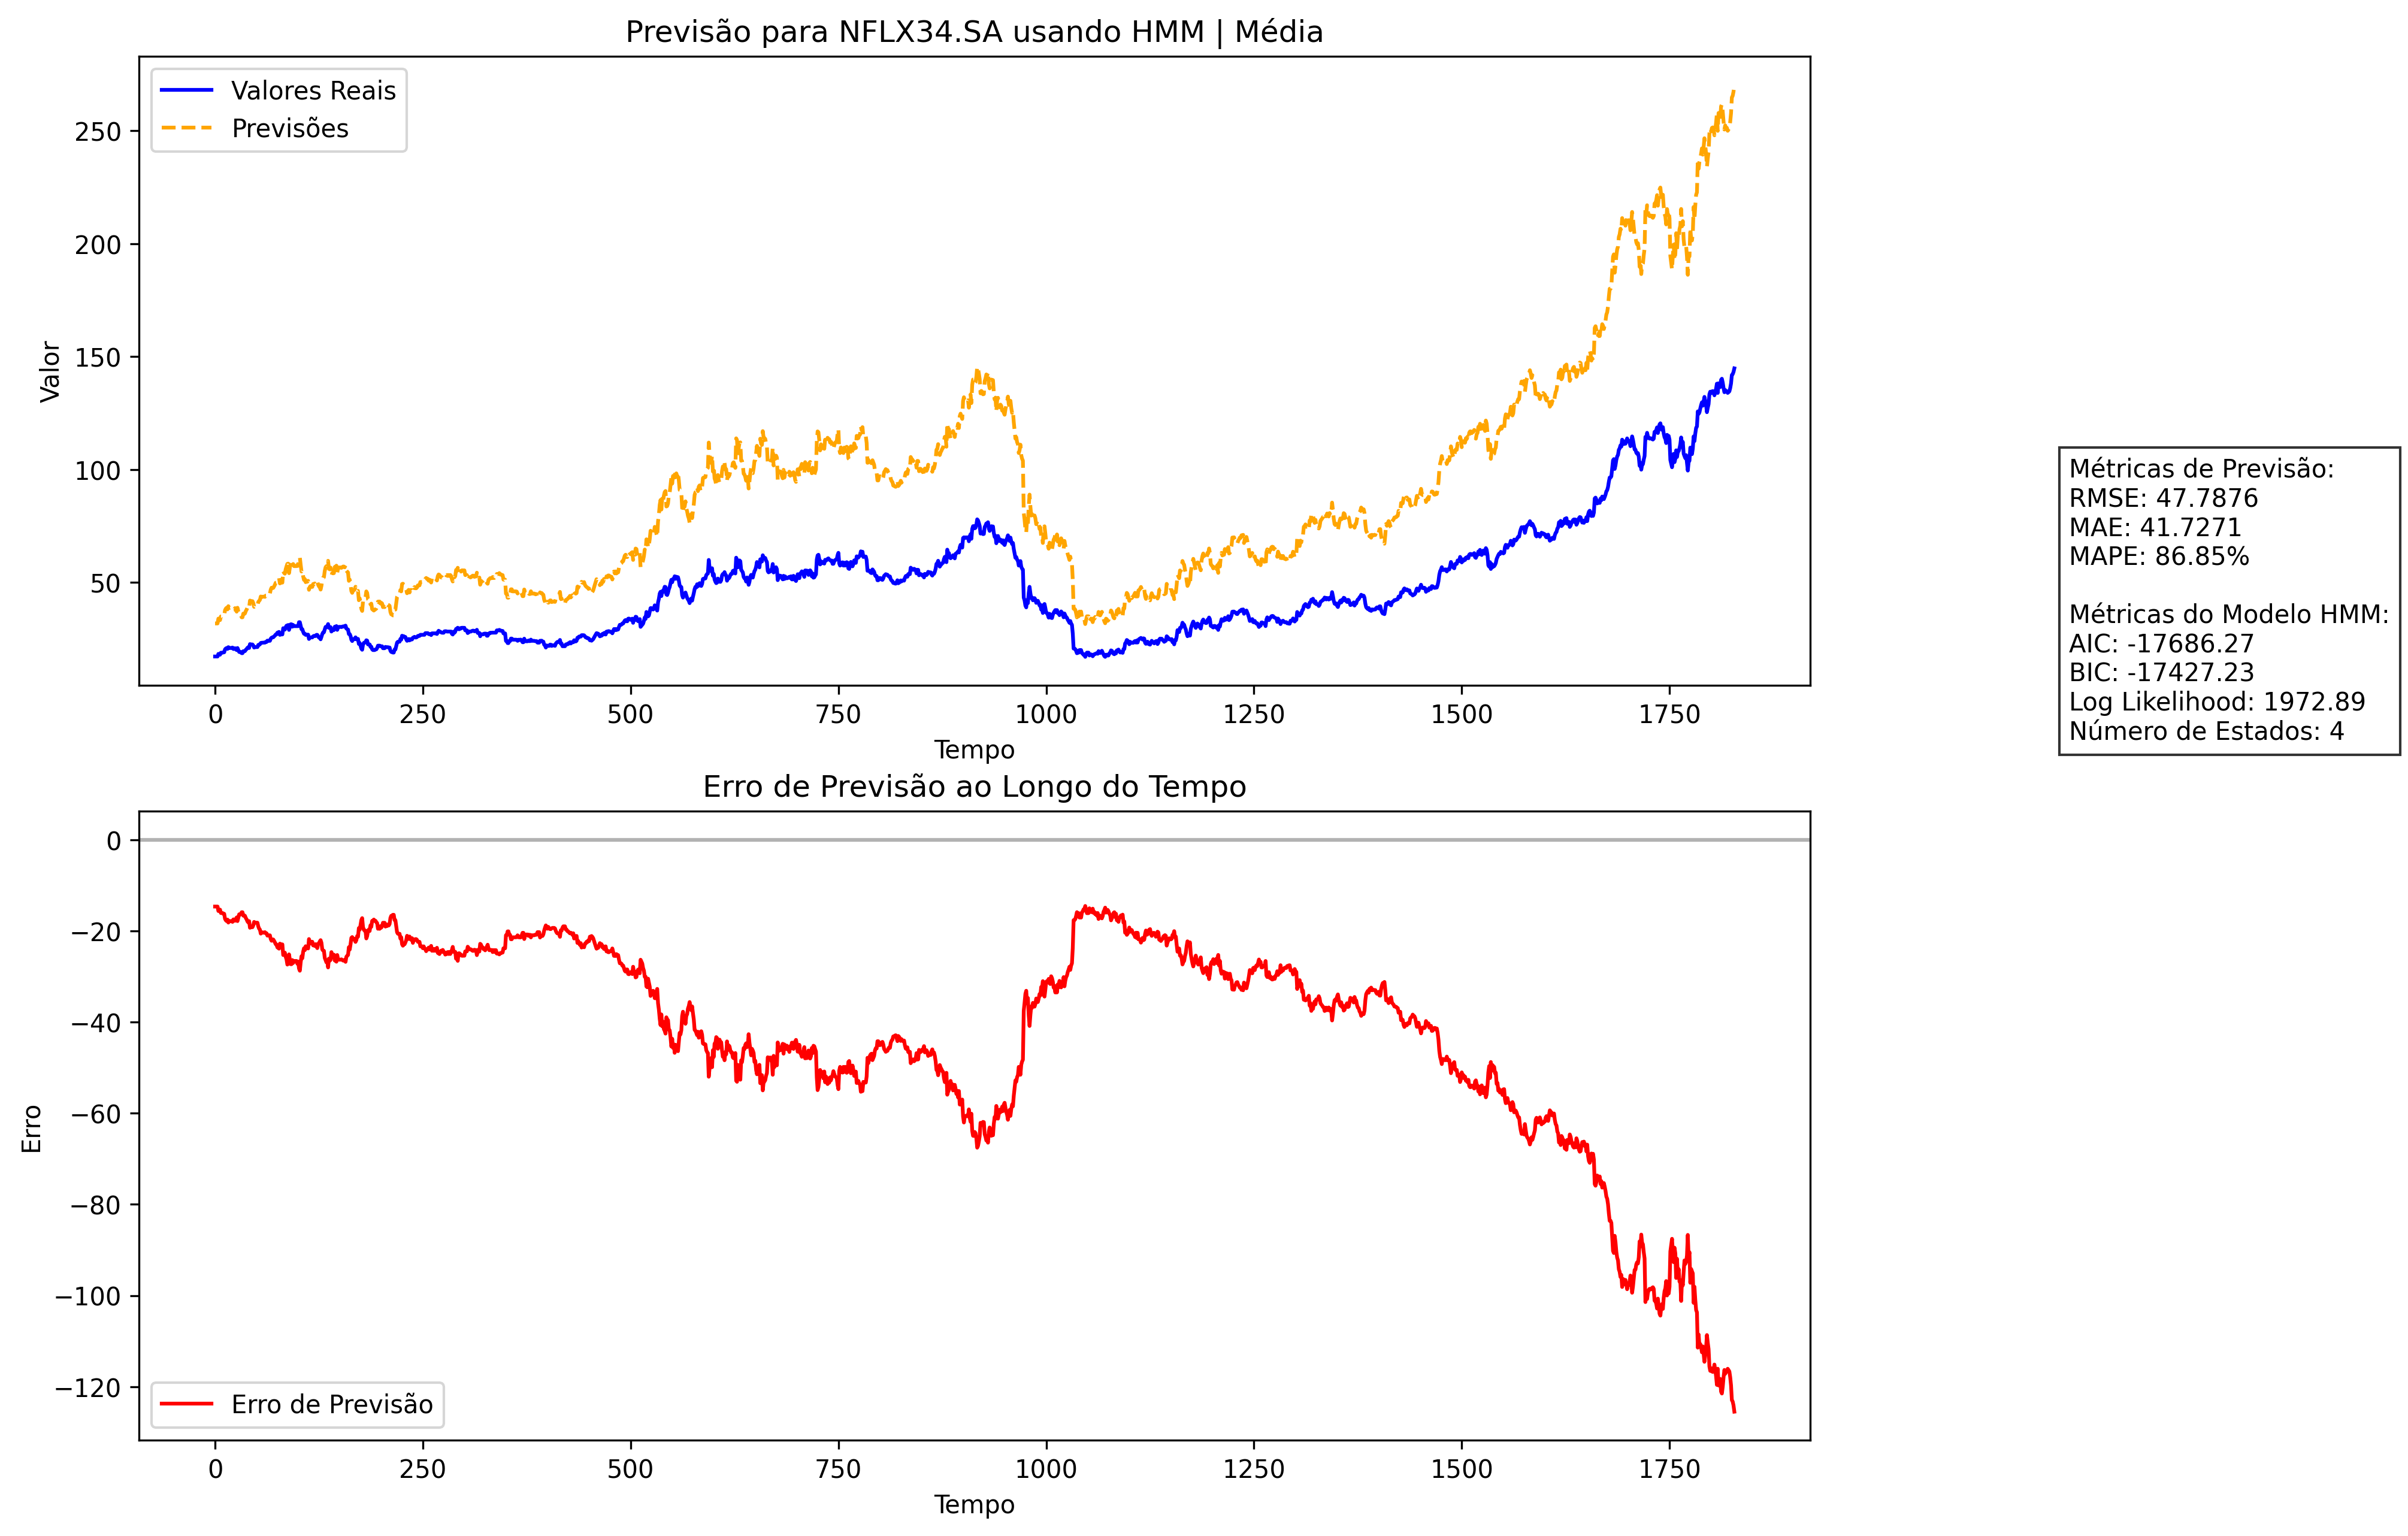 Previsão para NFLX34.SA usando HMM | Média
Valores Reais
Previsões
Valor
250
200
150
100
50
0 250 500 750 1000 1250 1500 1750
Tempo
Métricas de Previsão:
RMSE: 47.7876
MAE: 41.7271
MAPE: 86.85%
Métricas do Modelo HMM:
AIC: -17686.27
BIC: -17427.23
Log Likelihood: 1972.89
Número de Estados: 4
Erro de Previsão ao Longo do Tempo
Erro
0
−20
−40
−60
−80
−100
−120
Erro de Previsão
0 250 500 750 1000 1250 1500 1750
Tempo